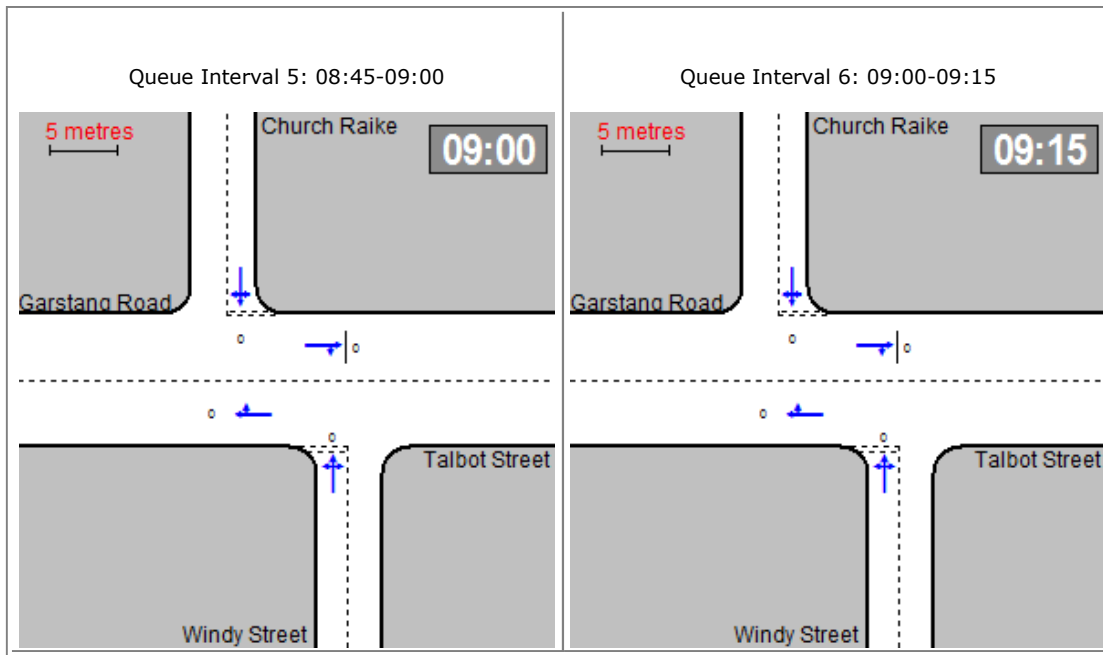 Queue Interval 5: 08:45-09:00
5 metres
Church Raike
09:00
Garstang Road
o
o
o
o
Talbot Street
Windy Street
Queue Interval 6: 09:00-09:15
5 metres
Church Raike
09:15
Garstang Road
o
o
o
o
Talbot Street
Windy Street